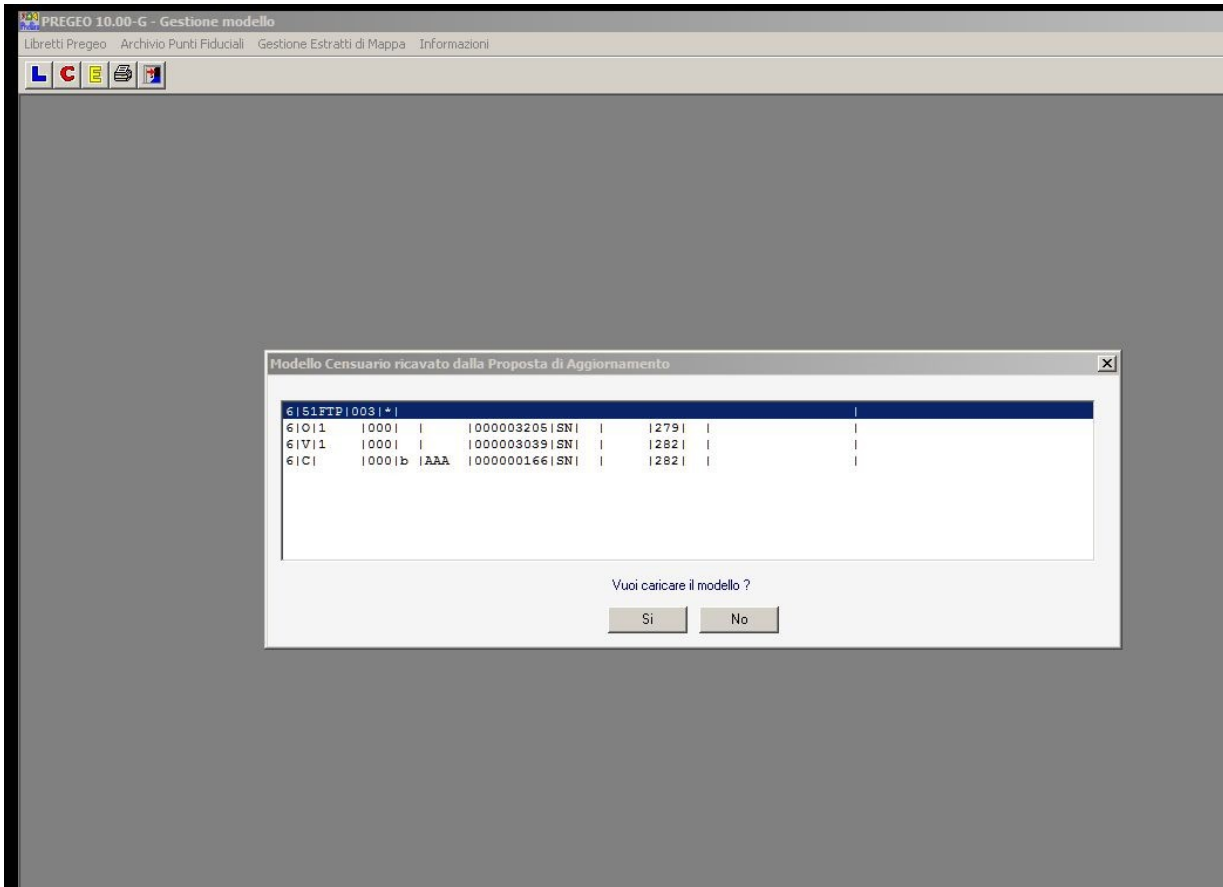 PREGEO 10.00-G - Gestione modello
Libretti Pregeo Archivio Punti Fiduciali Gestione Estratti di Mappa Informazioni
L C E
Modello Censuario ricavato dalla Proposta di Aggiornamento
6|51FTP|003|*| |
6|O|1 |000| | |000003205|SN| | |279| | |
6|V|1 |000| | |000003039|SN| | |282| | |
6|C| |000|b |AAA |000000166|SN| | |282| | |
Vuoi caricare il modello ?
Si No